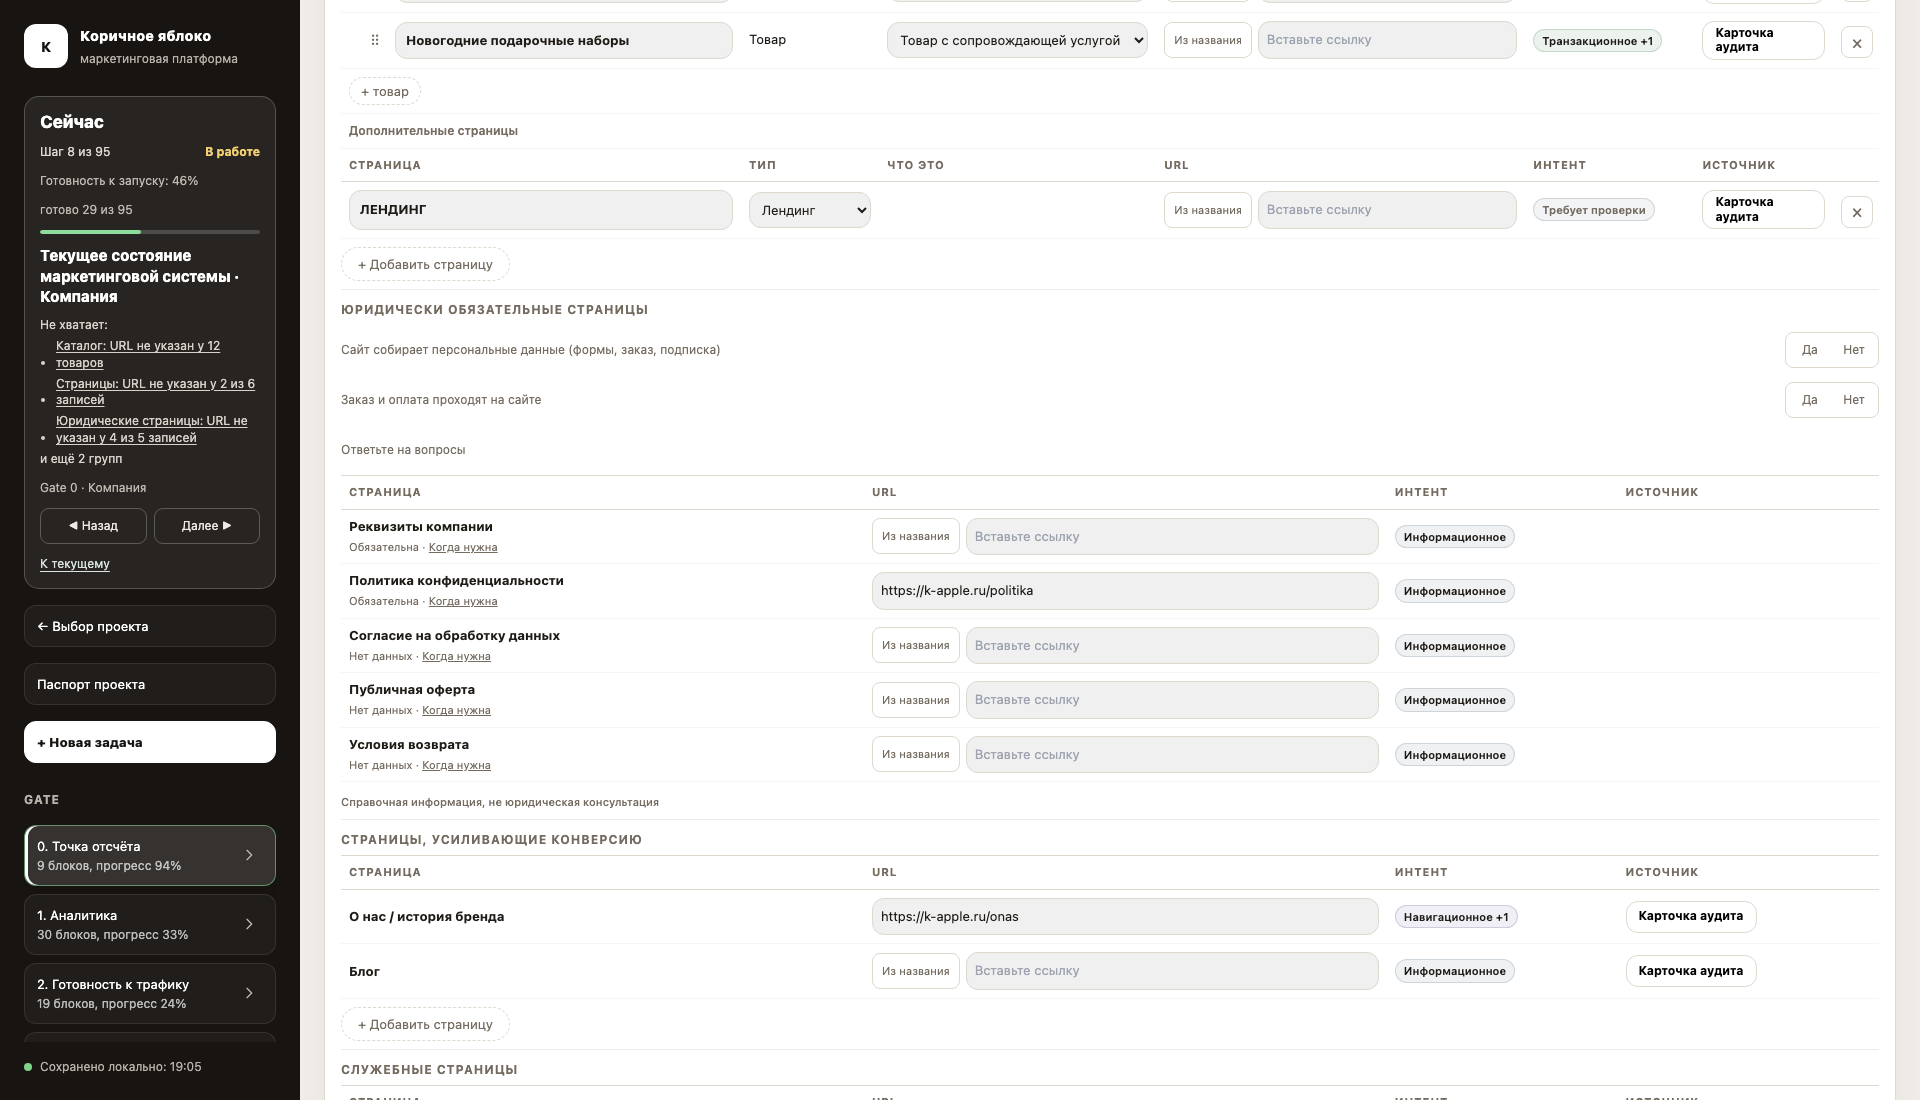 К
Коричное яблоко
маркетинговая платформа
Сейчас
Шаг 8 из 95
В работе
Готовность к запуску: 46%
готово 29 из 95
Текущее состояние
маркетинговой системы ·
Компания
Не хватает:
• Каталог: URL не указан у 12
товаров
• Страницы: URL не указан у 2 из 6
записей
• Юридические страницы: URL не
указан у 4 из 5 записей
и ещё 2 групп
Gate 0 · Компания
◀ Назад
Далее ▶
К текущему
← Выбор проекта
Паспорт проекта
+ Новая задача
GATE
0. Точка отсчёта
9 блоков, прогресс 94%
1. Аналитика
30 блоков, прогресс 33%
2. Готовность к трафику
19 блоков, прогресс 24%
Сохранено локально: 19:05
Новогодние подарочные наборы
Товар
Товар с сопровождающей услугой
Из названия
Вставьте ссылку
Транзакционное +1
Карточка
аудита
×
+ товар
Дополнительные страницы
СТРАНИЦА
ТИП
ЧТО ЭТО
URL
ИНТЕНТ
ИСТОЧНИК
ЛЕНДИНГ
Лендинг
Из названия
Вставьте ссылку
Требует проверки
Карточка
аудита
×
+ Добавить страницу
ЮРИДИЧЕСКИ ОБЯЗАТЕЛЬНЫЕ СТРАНИЦЫ
Сайт собирает персональные данные (формы, заказ, подписка)
Да
Нет
Заказ и оплата проходят на сайте
Да
Нет
Ответьте на вопросы
СТРАНИЦА
URL
ИНТЕНТ
ИСТОЧНИК
Реквизиты компании
Обязательна · Когда нужна
Из названия
Вставьте ссылку
Информационное
Политика конфиденциальности
Обязательна · Когда нужна
https://k-apple.ru/politika
Информационное
Согласие на обработку данных
Нет данных · Когда нужна
Из названия
Вставьте ссылку
Информационное
Публичная оферта
Нет данных · Когда нужна
Из названия
Вставьте ссылку
Информационное
Условия возврата
Нет данных · Когда нужна
Из названия
Вставьте ссылку
Информационное
Справочная информация, не юридическая консультация
СТРАНИЦЫ, УСИЛИВАЮЩИЕ КОНВЕРСИЮ
СТРАНИЦА
URL
ИНТЕНТ
ИСТОЧНИК
О нас / история бренда
https://k-apple.ru/onas
Навигационное +1
Карточка аудита
Блог
Из названия
Вставьте ссылку
Информационное
Карточка аудита
+ Добавить страницу
СЛУЖЕБНЫЕ СТРАНИЦЫ
СТРАНИЦА
URL
ИНТЕНТ
ИСТОЧНИК